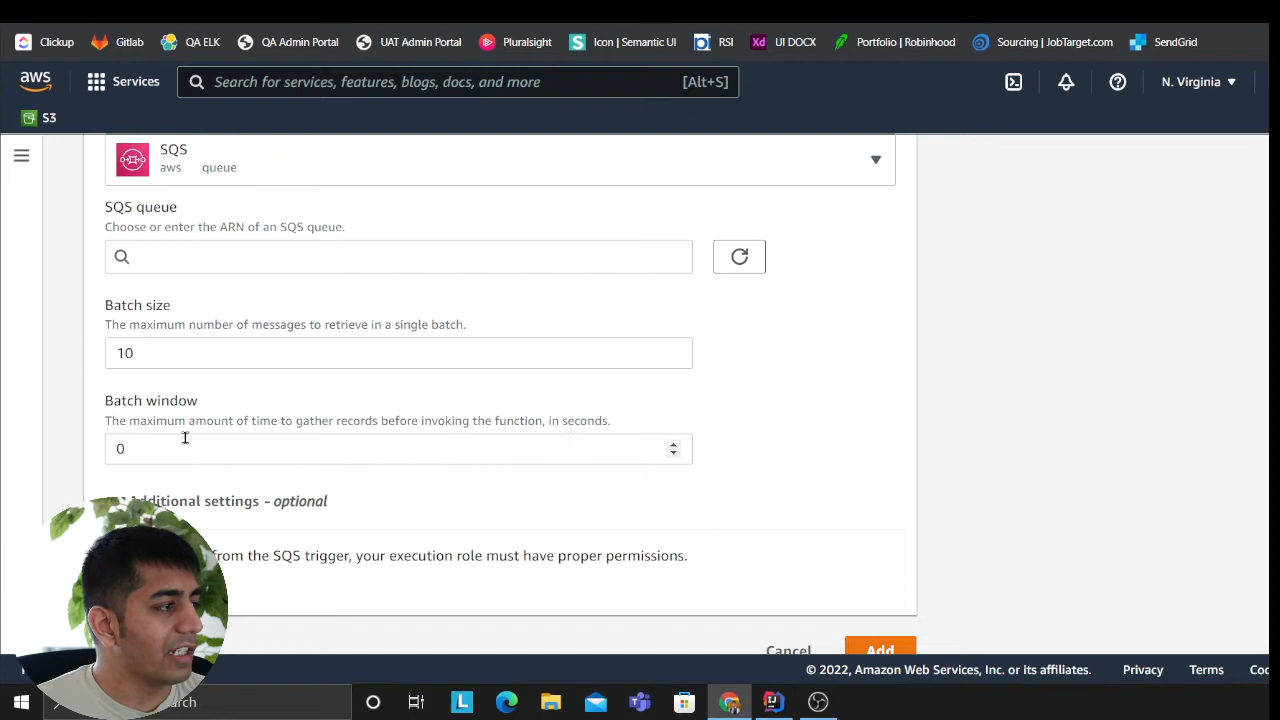 Clickup Gitlab QA ELK QA Admin Portal UAT Admin Portal Pluralsight Icon | Semantic UI RSI Xd UI DOCX Portfolio | Robinhood Sourcing | JobTarget.com SendGrid
aws Services Search for services, features, blogs, docs, and more [Alt+S] N. Virginia
S3
SQS
aws queue
SQS queue
Choose or enter the ARN of an SQS queue.
Batch size
The maximum number of messages to retrieve in a single batch.
10
Batch window
The maximum amount of time to gather records before invoking the function, in seconds.
0
Additional settings - optional
from the SQS trigger, your execution role must have proper permissions.
Cancel Add
© 2022, Amazon Web Services, Inc. or its affiliates. Privacy Terms
L